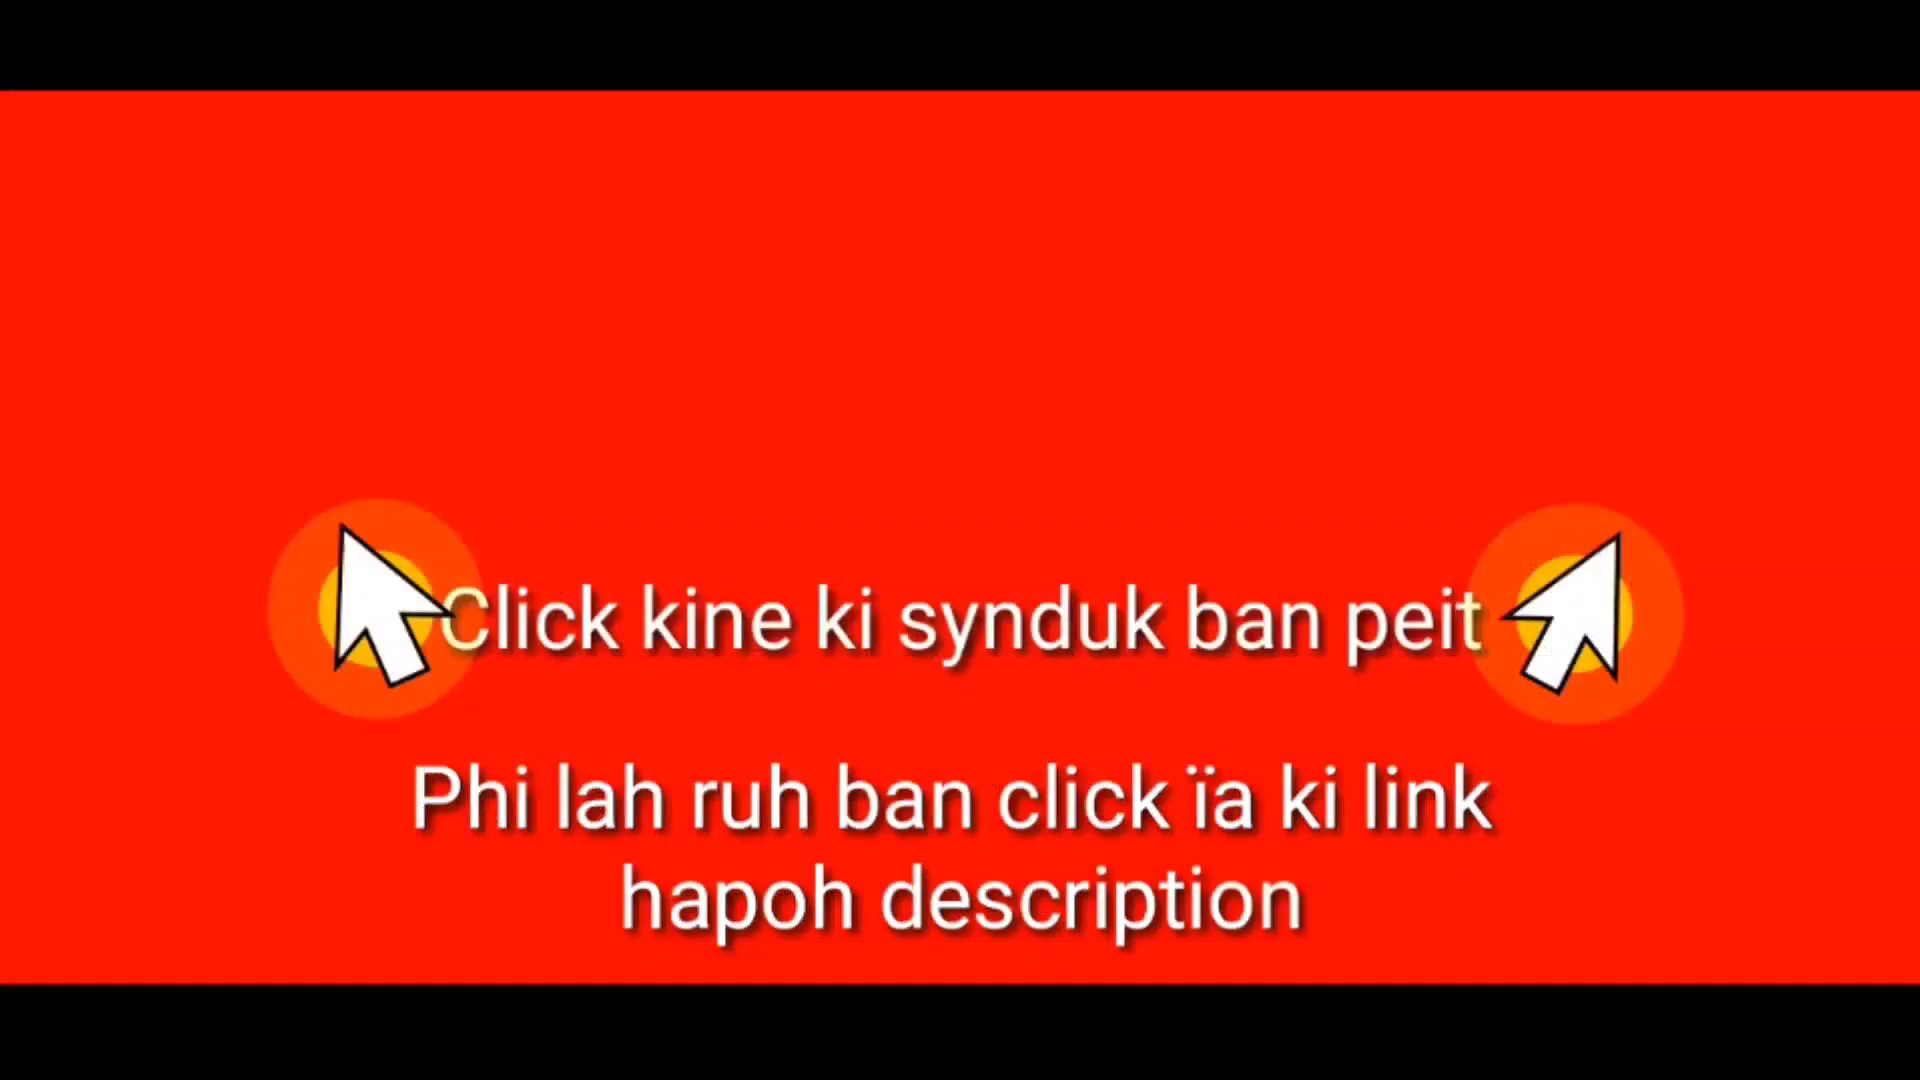 Click kine ki synduk ban peit
Phi lah ruh ban click ïa ki link
hapoh description